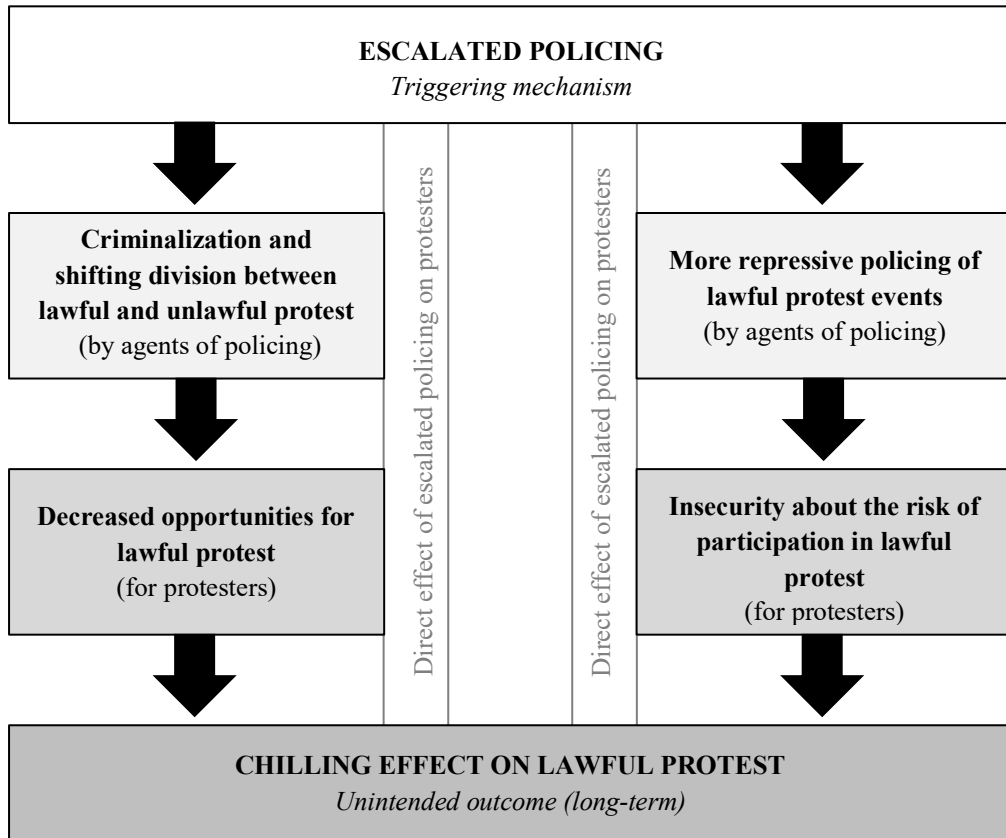 ESCALATED POLICING
Triggering mechanism
Criminalization and
shifting division between
lawful and unlawful protest
(by agents of policing)
Direct effect of escalated policing on protesters
Direct effect of escalated policing on protesters
More repressive policing of
lawful protest events
(by agents of policing)
Decreased opportunities for
lawful protest
(for protesters)
Insecurity about the risk of
participation in lawful
protest
(for protesters)
CHILLING EFFECT ON LAWFUL PROTEST
Unintended outcome (long-term)